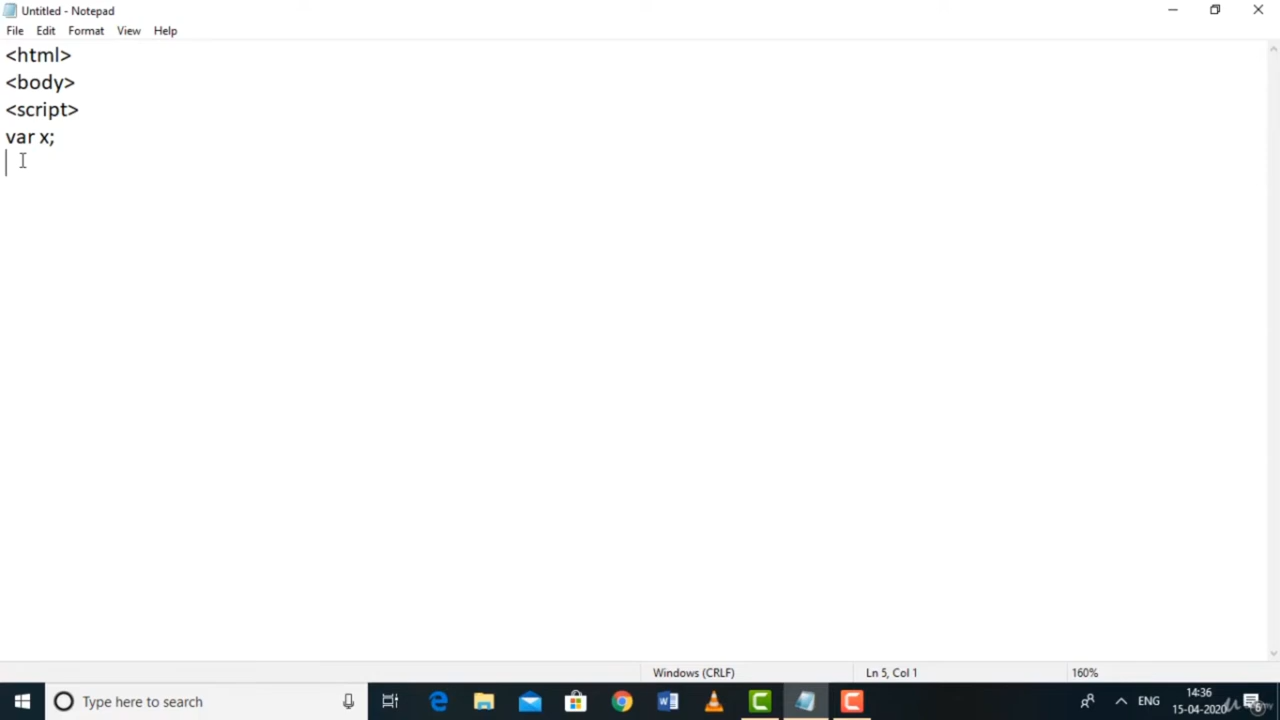 Untitled - Notepad
File Edit Format View Help
<html>
<body>
<script>
var x;
Windows (CRLF) Ln 5, Col 1 160%
Type here to search
ENG
14:36
15-04-2020